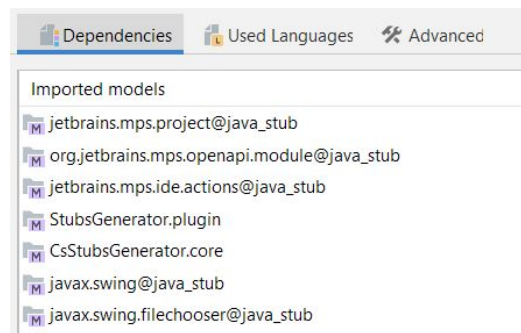 Dependencies Used Languages Advanced
Imported models
jetbrains.mps.project@java_stub
org.jetbrains.mps.openapi.module@java_stub
jetbrains.mps.ide.actions@java_stub
StubsGenerator.plugin
CsStubsGenerator.core
javax.swing@java_stub
javax.swing.filechooser@java_stub